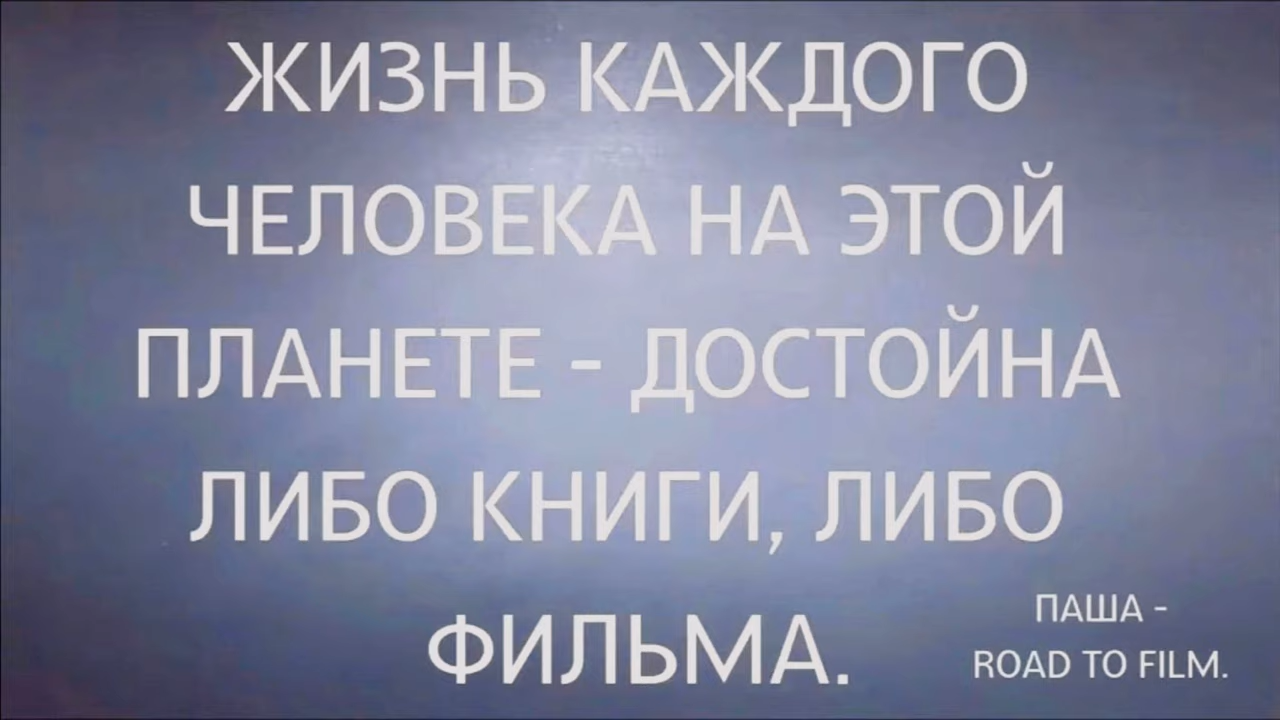 ЖИЗНЬ КАЖДОГО
ЧЕЛОВЕКА НА ЭТОЙ
ПЛАНЕТЕ - ДОСТОЙНА
ЛИБО КНИГИ, ЛИБО
ФИЛЬМА.
ПАША -
ROAD TO FILM.